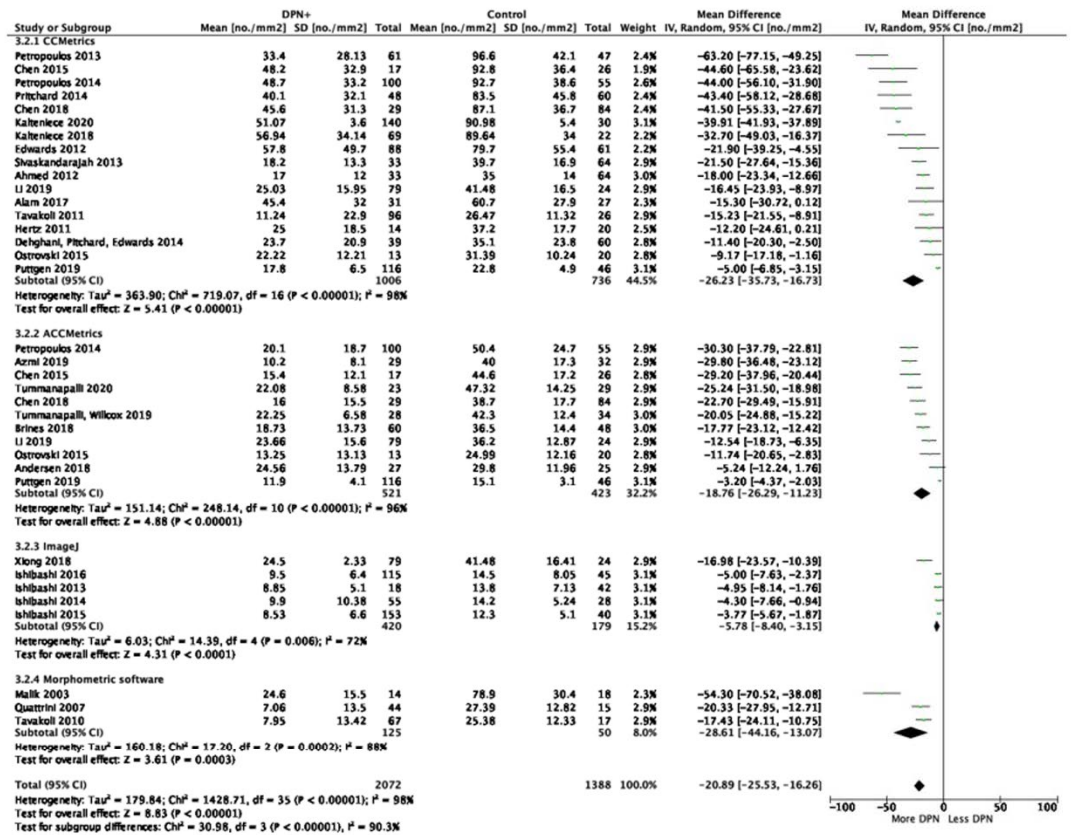 DPN+ Control Mean Difference Mean Difference
Study or Subgroup Mean [no./mm2] SD [no./mm2] Total Mean [no./mm2] SD [no./mm2] Total Weight IV, Random, 95% CI [no./mm2] IV, Random, 95% CI [no./mm2]
3.2.1 CCMetrics
Petropoulos 2013 33.4 28.13 61 96.6 42.1 47 2.4% −63.20 [−77.15, −49.25]
Chen 2015 48.2 32.9 17 92.8 36.4 26 1.9% −44.60 [−65.58, −23.62]
Petropoulos 2014 48.7 33.2 100 92.7 38.6 55 2.5% −44.00 [−56.10, −31.90]
Pritchard 2014 40.1 32.1 48 83.5 45.8 60 2.3% −43.40 [−58.12, −28.68]
Chen 2018 45.6 31.3 29 87.1 36.7 84 2.4% −41.50 [−55.33, −27.67]
Kalteniece 2020 51.07 3.6 140 90.98 5.4 30 3.1% −39.91 [−41.93, −37.89]
Kalteniece 2018 56.94 34.14 69 89.64 34 22 2.2% −32.70 [−49.03, −16.37]
Edwards 2012 57.8 49.7 88 79.7 55.4 61 2.2% −21.90 [−39.25, −4.55]
Sivaskandarajah 2013 18.2 13.3 33 39.7 16.9 64 2.9% −21.50 [−27.64, −15.36]
Ahmed 2012 17 12 33 35 14 64 3.0% −18.00 [−23.34, −12.66]
Li 2019 25.03 15.95 79 41.48 16.5 24 2.9% −16.45 [−23.93, −8.97]
Alam 2017 45.4 32 31 60.7 27.9 27 2.3% −15.30 [−30.72, 0.12]
Tavakoli 2011 11.24 22.9 96 26.47 11.32 26 2.9% −15.23 [−21.55, −8.91]
Hertz 2011 25 18.5 14 37.2 17.7 20 2.5% −12.20 [−24.61, 0.21]
Dehghani, Pitchard, Edwards 2014 23.7 20.9 39 35.1 23.8 60 2.8% −11.40 [−20.30, −2.50]
Ostrovski 2015 22.22 12.21 13 31.39 10.24 20 2.8% −9.17 [−17.18, −1.16]
Puttgen 2019 17.8 6.5 116 22.8 4.9 46 3.1% −5.00 [−6.85, −3.15]
Subtotal (95% CI) 1006 736 44.5% −26.23 [−35.73, −16.73]
Heterogeneity: Tau² = 363.90; Chi² = 719.07, df = 16 (P < 0.00001); I² = 98%
Test for overall effect: Z = 5.41 (P < 0.00001)
3.2.2 ACCMetrics
Petropoulos 2014 20.1 18.7 100 50.4 24.7 55 2.9% −30.30 [−37.79, −22.81]
Azmi 2019 10.2 8.1 29 40 17.3 32 2.9% −29.80 [−36.48, −23.12]
Chen 2015 15.4 12.1 17 44.6 17.2 26 2.8% −29.20 [−37.96, −20.44]
Tummanapalli 2020 22.08 8.58 23 47.32 14.25 29 2.9% −25.24 [−31.50, −18.98]
Chen 2018 16 15.5 29 38.7 17.7 84 2.9% −22.70 [−29.49, −15.91]
Tummanapalli, Willcox 2019 22.25 6.58 28 42.3 12.4 34 3.0% −20.05 [−24.88, −15.22]
Brines 2018 18.73 13.73 60 36.5 14.4 48 3.0% −17.77 [−23.12, −12.42]
Li 2019 23.66 15.6 79 36.2 12.87 24 2.9% −12.54 [−18.73, −6.35]
Ostrovski 2015 13.25 13.13 13 24.99 12.16 20 2.8% −11.74 [−20.65, −2.83]
Andersen 2018 24.56 13.79 27 29.8 11.96 25 2.9% −5.24 [−12.24, 1.76]
Puttgen 2019 11.9 4.1 116 15.1 3.1 46 3.1% −3.20 [−4.37, −2.03]
Subtotal (95% CI) 521 423 32.2% −18.76 [−26.29, −11.23]
Heterogeneity: Tau² = 151.14; Chi² = 248.14, df = 10 (P < 0.00001); I² = 96%
Test for overall effect: Z = 4.88 (P < 0.00001)
3.2.3 ImageJ
Xiong 2018 24.5 2.33 79 41.48 16.41 24 2.9% −16.98 [−23.57, −10.39]
Ishibashi 2016 9.5 6.4 115 14.5 8.05 45 3.1% −5.00 [−7.63, −2.37]
Ishibashi 2013 8.85 5.1 18 13.8 7.13 42 3.1% −4.95 [−8.14, −1.76]
Ishibashi 2014 9.9 10.38 55 14.2 5.24 28 3.1% −4.30 [−7.66, −0.94]
Ishibashi 2015 8.53 6.6 153 12.3 5.1 40 3.1% −3.77 [−5.67, −1.87]
Subtotal (95% CI) 420 179 15.2% −5.78 [−8.40, −3.15]
Heterogeneity: Tau² = 6.03; Chi² = 14.39, df = 4 (P = 0.006); I² = 72%
Test for overall effect: Z = 4.31 (P < 0.0001)
3.2.4 Morphometric software
Malik 2003 24.6 15.5 14 78.9 30.4 18 2.3% −54.30 [−70.52, −38.08]
Quattrini 2007 7.06 13.5 44 27.39 12.82 15 2.9% −20.33 [−27.95, −12.71]
Tavakoli 2010 7.95 13.42 67 25.38 12.33 17 2.9% −17.43 [−24.11, −10.75]
Subtotal (95% CI) 125 50 8.0% −28.61 [−44.16, −13.07]
Heterogeneity: Tau² = 160.18; Chi² = 17.20, df = 2 (P = 0.0002); I² = 88%
Test for overall effect: Z = 3.61 (P = 0.0003)
Total (95% CI) 2072 1388 100.0% −20.89 [−25.53, −16.26]
Heterogeneity: Tau² = 179.84; Chi² = 1428.71, df = 35 (P < 0.00001); I² = 98%
Test for overall effect: Z = 8.83 (P < 0.00001)
Test for subgroup differences: Chi² = 30.98, df = 3 (P < 0.00001), I² = 90.3%
−100 −50 0 50 100
More DPN Less DPN